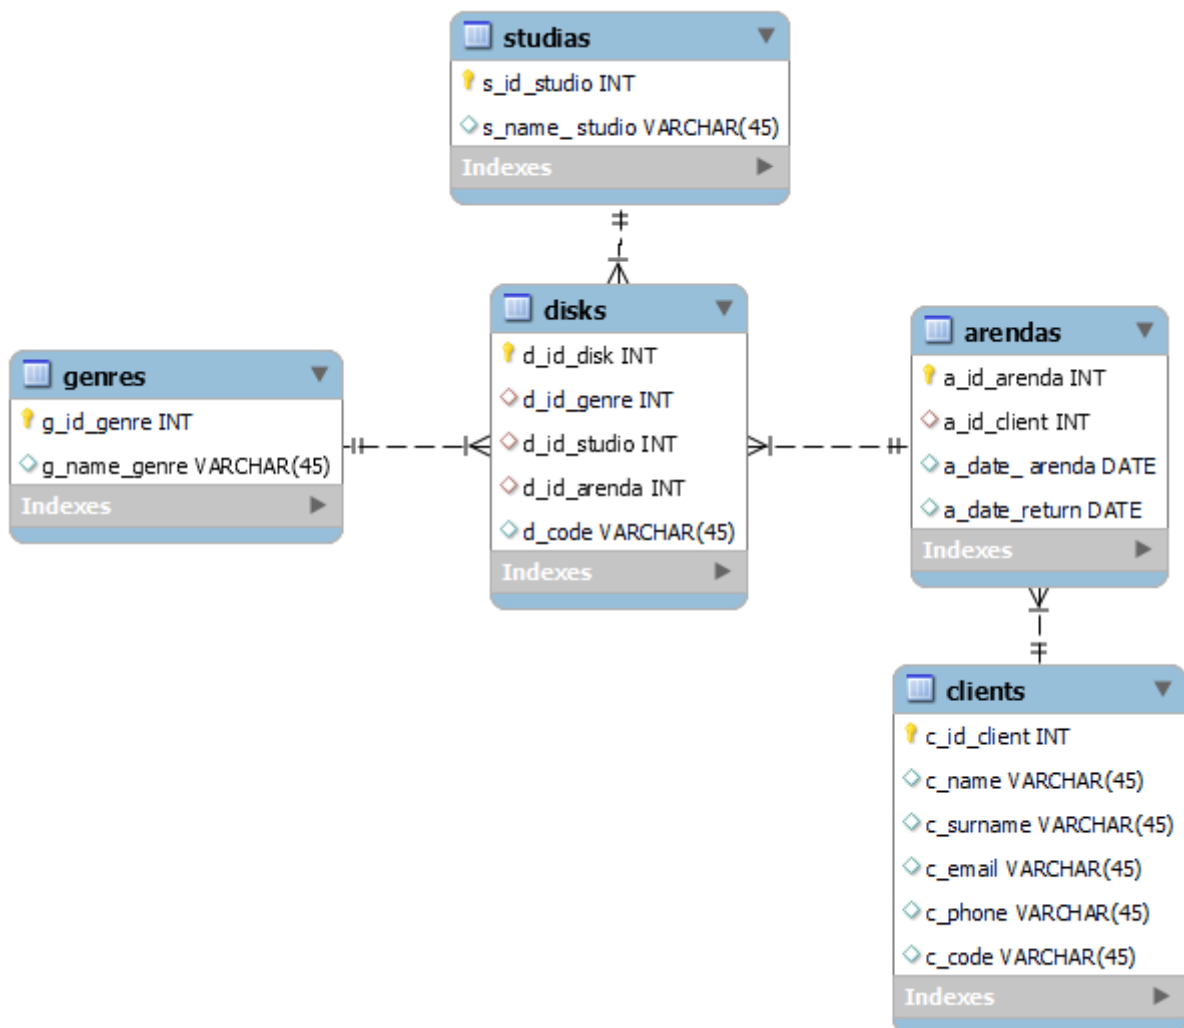 studias
s_id_studio INT
s_name_ studio VARCHAR(45)
Indexes
genres
g_id_genre INT
g_name_genre VARCHAR(45)
Indexes
disks
d_id_disk INT
d_id_genre INT
d_id_studio INT
d_id_arenda INT
d_code VARCHAR(45)
Indexes
arendas
a_id_arenda INT
a_id_client INT
a_date_ arenda DATE
a_date_return DATE
Indexes
clients
c_id_client INT
c_name VARCHAR(45)
c_surname VARCHAR(45)
c_email VARCHAR(45)
c_phone VARCHAR(45)
c_code VARCHAR(45)
Indexes